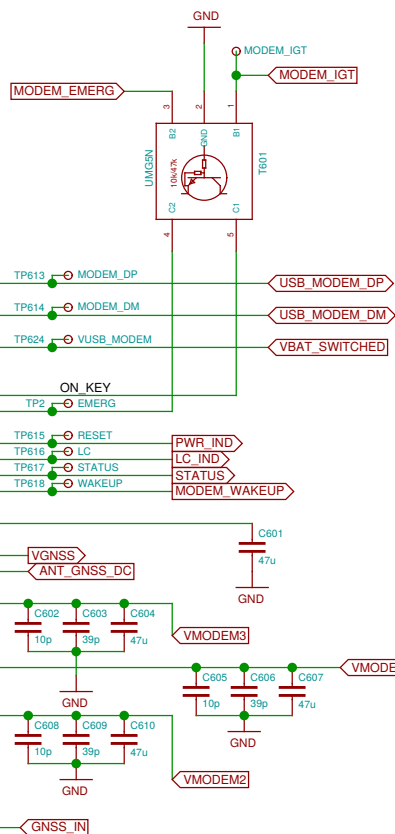 GND
MODEM_IGT
MODEM_IGT
MODEM_EMERG
3
2
1
B2
GND
B1
UMG5N
10k/47k
T601
C2
C1
4
5
TP613 MODEM_DP
USB_MODEM_DP
TP614 MODEM_DM
USB_MODEM_DM
TP624 VUSB_MODEM
VBAT_SWITCHED
ON_KEY
TP2 EMERG
TP615 RESET
PWR_IND
TP616 LC
LC_IND
TP617 STATUS
STATUS
TP618 WAKEUP
MODEM_WAKEUP
C601
47u
GND
VGNSS
ANT_GNSS_DC
C602 C603 C604
10p 39p 47u
VMODEM3
GND
VMODE
C605 C606 C607
10p 39p 47u
GND
C608 C609 C610
10p 39p 47u
VMODEM2
GND
GNSS_IN